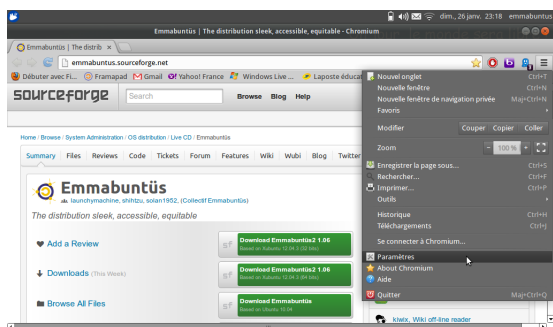 dim., 26 janv. 23:18 emmabuntus
Emmabuntüs | The distribution sleek, accessible, equitable - Chromium
Emmabuntüs | The distrib ×
emmabuntus.sourceforge.net
Débuter avec Fi... Framapad Gmail Yahoo! France Windows Live ... Laposte éducat
sourceforge Search Browse Blog Help
Home / Browse / System Administration / OS distribution / Live CD / Emmabuntüs
Summary Files Reviews Code Tickets Forum Features Wiki Wubi Blog Twitter
Emmabuntüs
launchymachine, shihtzu, solan1952, (Collectif Emmabuntüs)
The distribution sleek, accessible, equitable
Add a Review
Downloads (This Week)
Browse All Files
sf Download Emmabuntüs2 1.06
Based on Xubuntu 12.04.3 (32 bits)
sf Download Emmabuntüs2 1.06
Based on Xubuntu 12.04.3 (64 bits)
sf Download Emmabuntüs
Based on Ubuntu 10.04
Nouvel onglet Ctrl+T
Nouvelle fenêtre Ctrl+N
Nouvelle fenêtre de navigation privée Maj+Ctrl+N
Favoris
Modifier Couper Copier Coller
Zoom - 100 % +
Enregistrer la page sous... Ctrl+S
Rechercher... Ctrl+F
Imprimer... Ctrl+P
Outils
Historique Ctrl+H
Téléchargements Ctrl+J
Se connecter à Chromium...
Paramètres
About Chromium
Aide
Quitter Maj+Ctrl+Q
kiwix, Wiki off-line reader